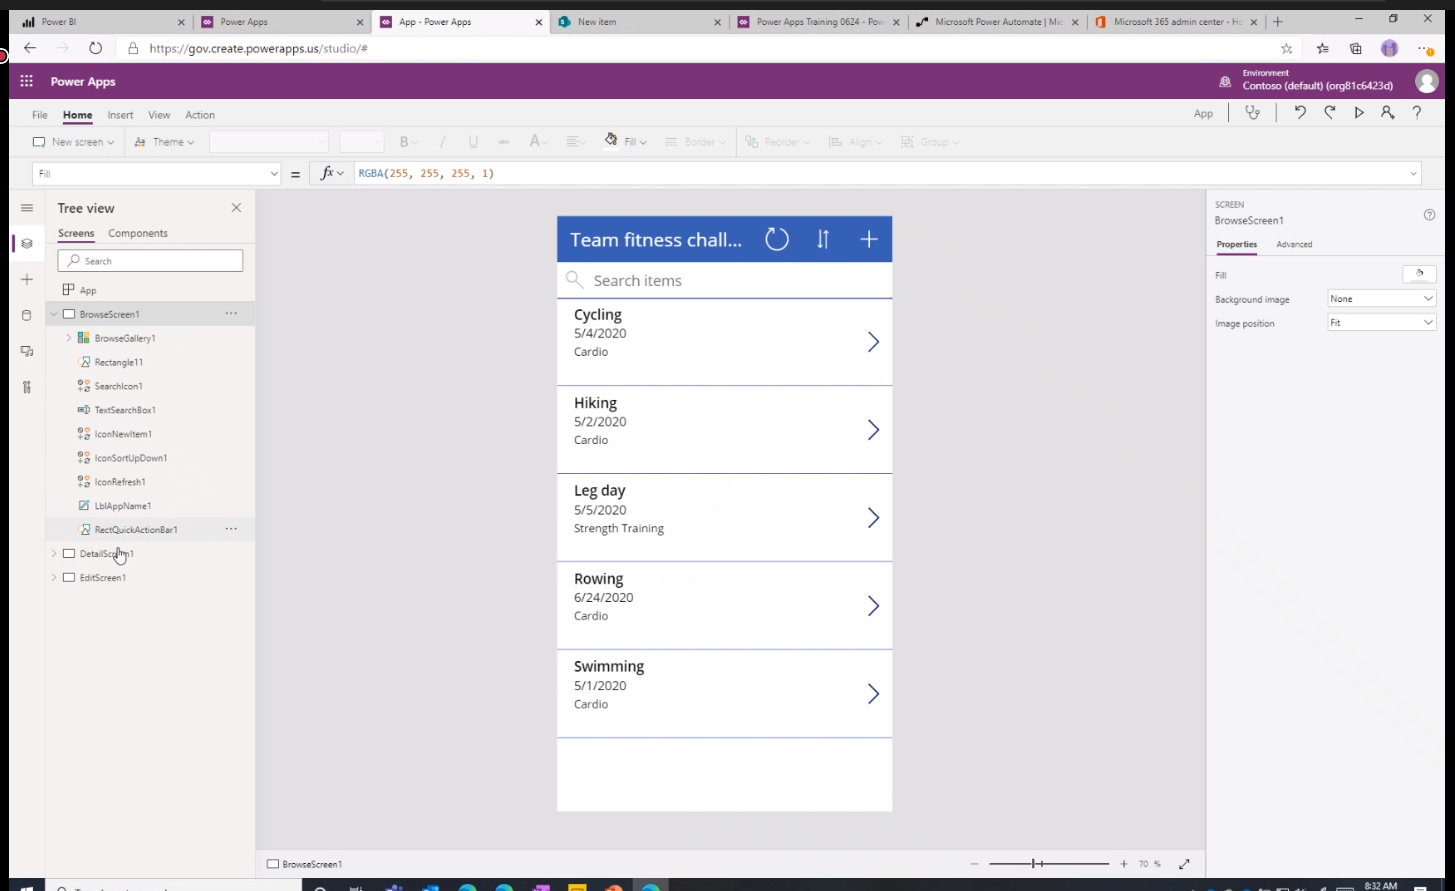 Power BI
Power Apps
App - Power Apps
New item
Power Apps Training 0624 - Pow
Microsoft Power Automate | Mic
Microsoft 365 admin center - Ho
https://gov.create.powerapps.us/studio/#
Power Apps
Environment
Contoso (default) (org81c6423d)
File Home Insert View Action
App
New screen
Theme
B
/
U
abc
A
Fill
Border
Reorder
Align
Group
Fill
=
fx
RGBA(255, 255, 255, 1)
Tree view
Screens Components
Search
App
BrowseScreen1
BrowseGallery1
Rectangle11
SearchIcon1
TextSearchBox1
IconNewItem1
IconSortUpDown1
IconRefresh1
LblAppName1
RectQuickActionBar1
DetailScreen1
EditScreen1
Team fitness chall...
Search items
Cycling
5/4/2020
Cardio
Hiking
5/2/2020
Cardio
Leg day
5/5/2020
Strength Training
Rowing
6/24/2020
Cardio
Swimming
5/1/2020
Cardio
SCREEN
BrowseScreen1
Properties Advanced
Fill
Background image None
Image position Fit
BrowseScreen1
70 %
8:32 AM